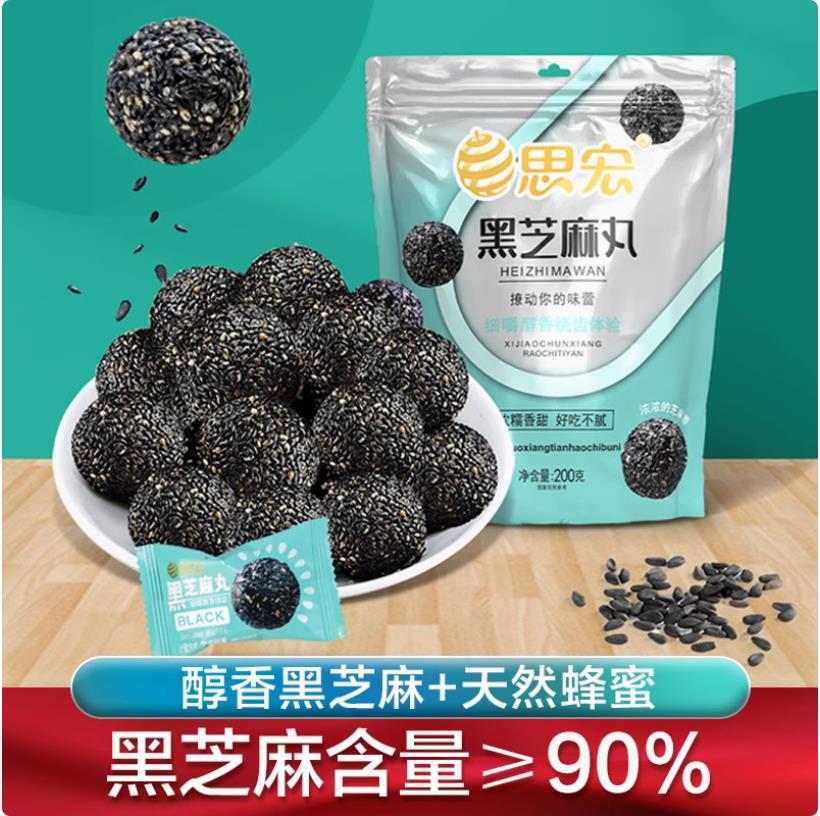 思宏
黑芝麻丸
HEIZHIMAWAN
撩动你的味蕾
细嚼醇香绕齿体验
XIJIAOCHUNXIANG
RAOCHITIYAN
软糯香甜 好吃不腻
uoxiangtianhaochibuni
浓浓的芝麻香
净含量:200克
思宏
黑芝麻丸
BLACK
醇香黑芝麻+天然蜂蜜
黑芝麻含量≥90%